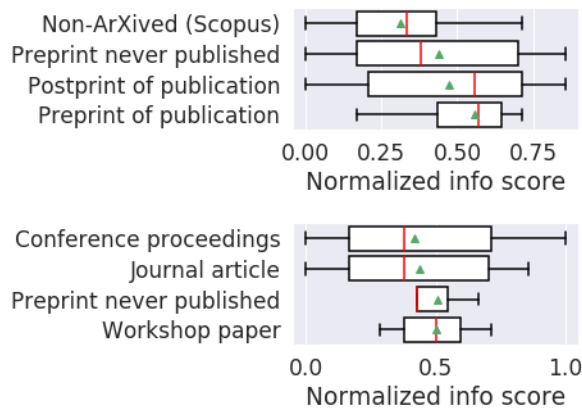 Non-ArXived (Scopus)
Preprint never published
Postprint of publication
Preprint of publication
0.00 0.25 0.50 0.75
Normalized info score
Conference proceedings
Journal article
Preprint never published
Workshop paper
0.0 0.5 1.0
Normalized info score